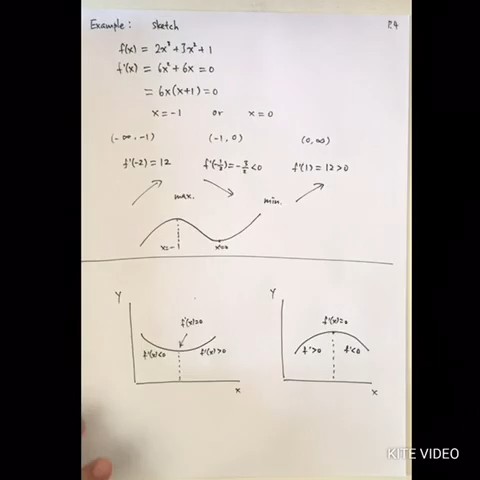 Example: Sketch P.4
f(x) = 2x³+3x²+1
f'(x) = 6x²+6x = 0
= 6x(x+1) = 0
x = -1 or x = 0
(-∞, -1) (-1, 0) (0, ∞)
f'(-2) = 12 f'(-1/2) = -3/2 < 0 f'(1) = 12 > 0
max. min.
x=-1 x=0
Y Y
f'(x)=0 f'(x)=0
f'(x)<0 f'(x)>0 f'>0 f'<0
x x
KITE VIDEO